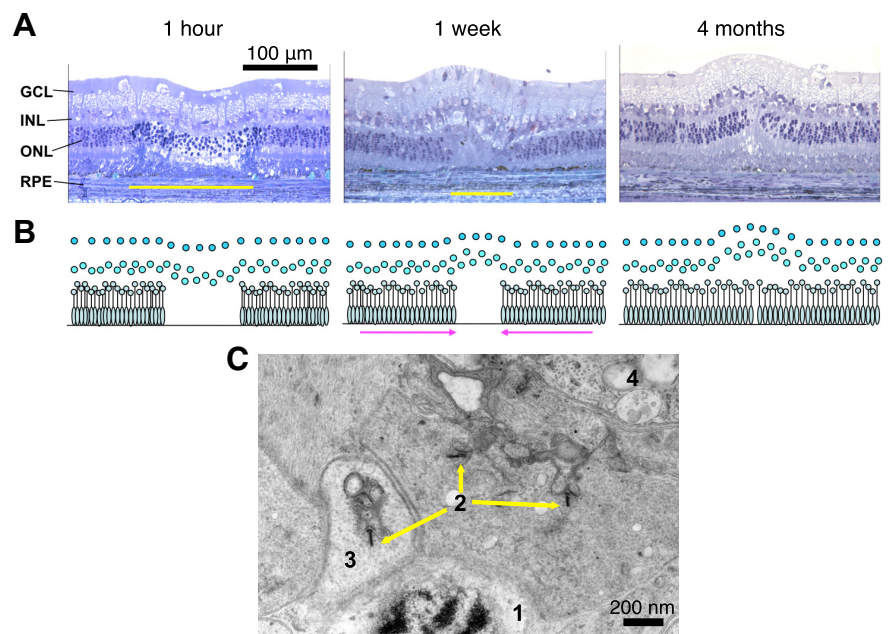 A
1 hour
1 week
4 months
100 µm
GCL
INL
ONL
RPE
B
C
4
2
3
1
200 nm